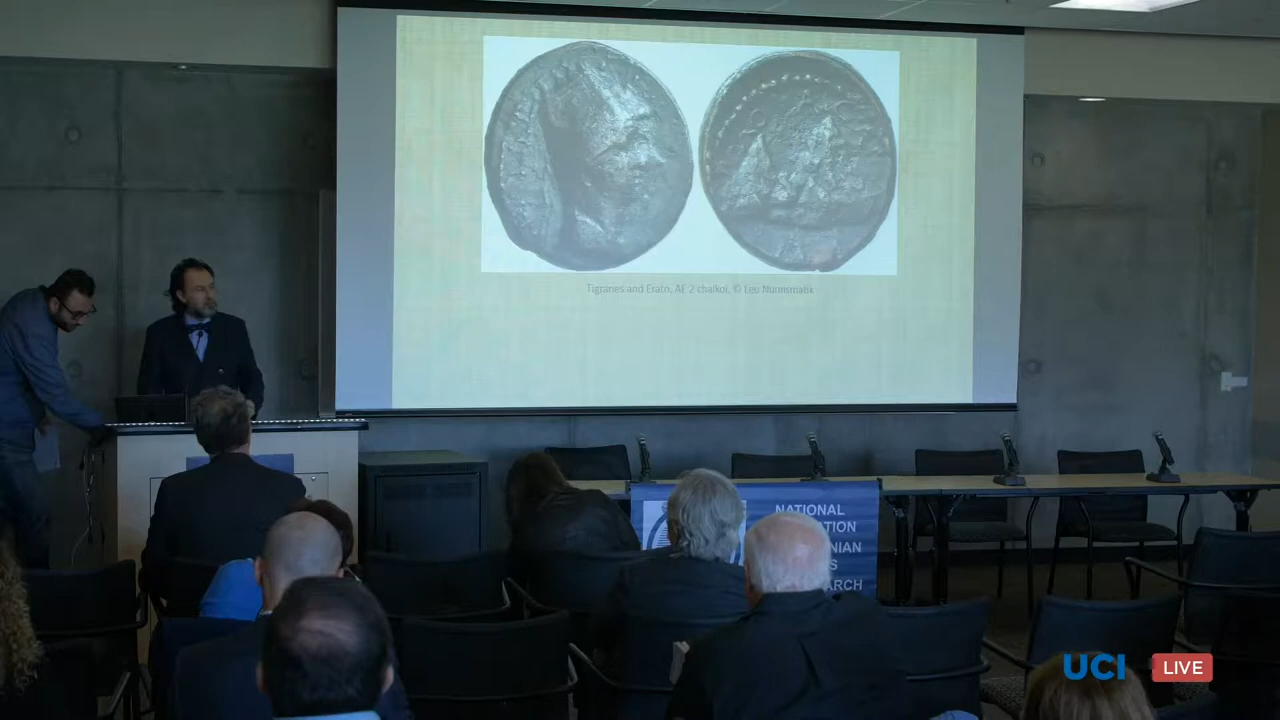 Tigranes and Erato, AE 2 chalkoi, © Leu Numismatik
NATIONAL
ATION
NIAN
S
ARCH
UCI LIVE